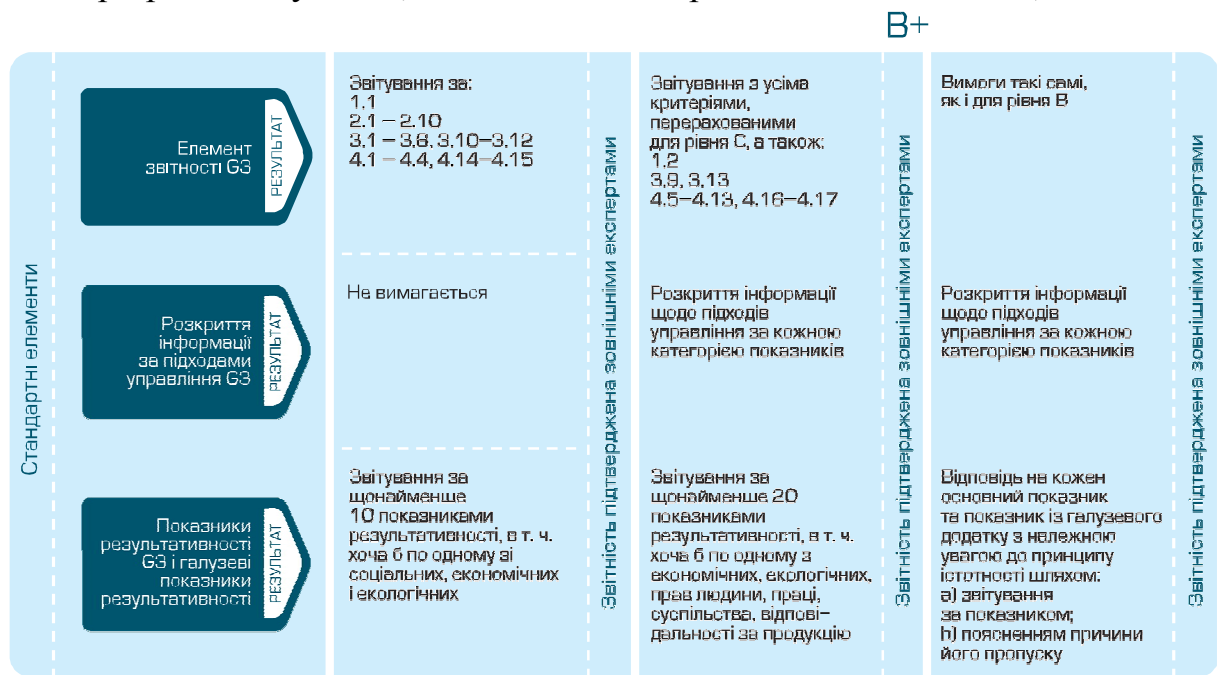 B+
Стандартні елементи
Елемент
звітності G3
РЕЗУЛЬТАТ
Звітування за:
1.1
2.1 – 2.10
3.1 – 3.8, 3.10–3.12
4.1 – 4.4, 4.14–4.15
Звітування з усіма
критеріями,
перерахованими
для рівня С, а також:
1.2
3.9, 3.13
4.5–4.13, 4.16–4.17
Вимоги такі самі,
як і для рівня В
Розкриття
інформації
за підходами
управління G3
РЕЗУЛЬТАТ
Не вимагається
Розкриття інформації
щодо підходів
управління за кожною
категорією показників
Розкриття інформації
щодо підходів
управління за кожною
категорією показників
Показники
результативності
G3 і галузеві
показники
результативності
РЕЗУЛЬТАТ
Звітування за
щонайменше
10 показниками
результативності, в т. ч.
хоча б по одному зі
соціальних, економічних
і екологічних
Звітування за
щонайменше 20
показниками
результативності, в т. ч.
хоча б по одному з
економічних, екологічних,
прав людини, праці,
суспільства, відпові-
дальності за продукцію
Відповідь на кожен
основний показник
та показник із галузевого
додатку з належною
увагою до принципу
істотності шляхом:
а) звітування
за показником;
h) поясненням причини
його пропуску
Звітність підтверджена зовнішніми експертами
Звітність підтверджена зовнішніми експертами
Звітність підтверджена зовнішніми експертами